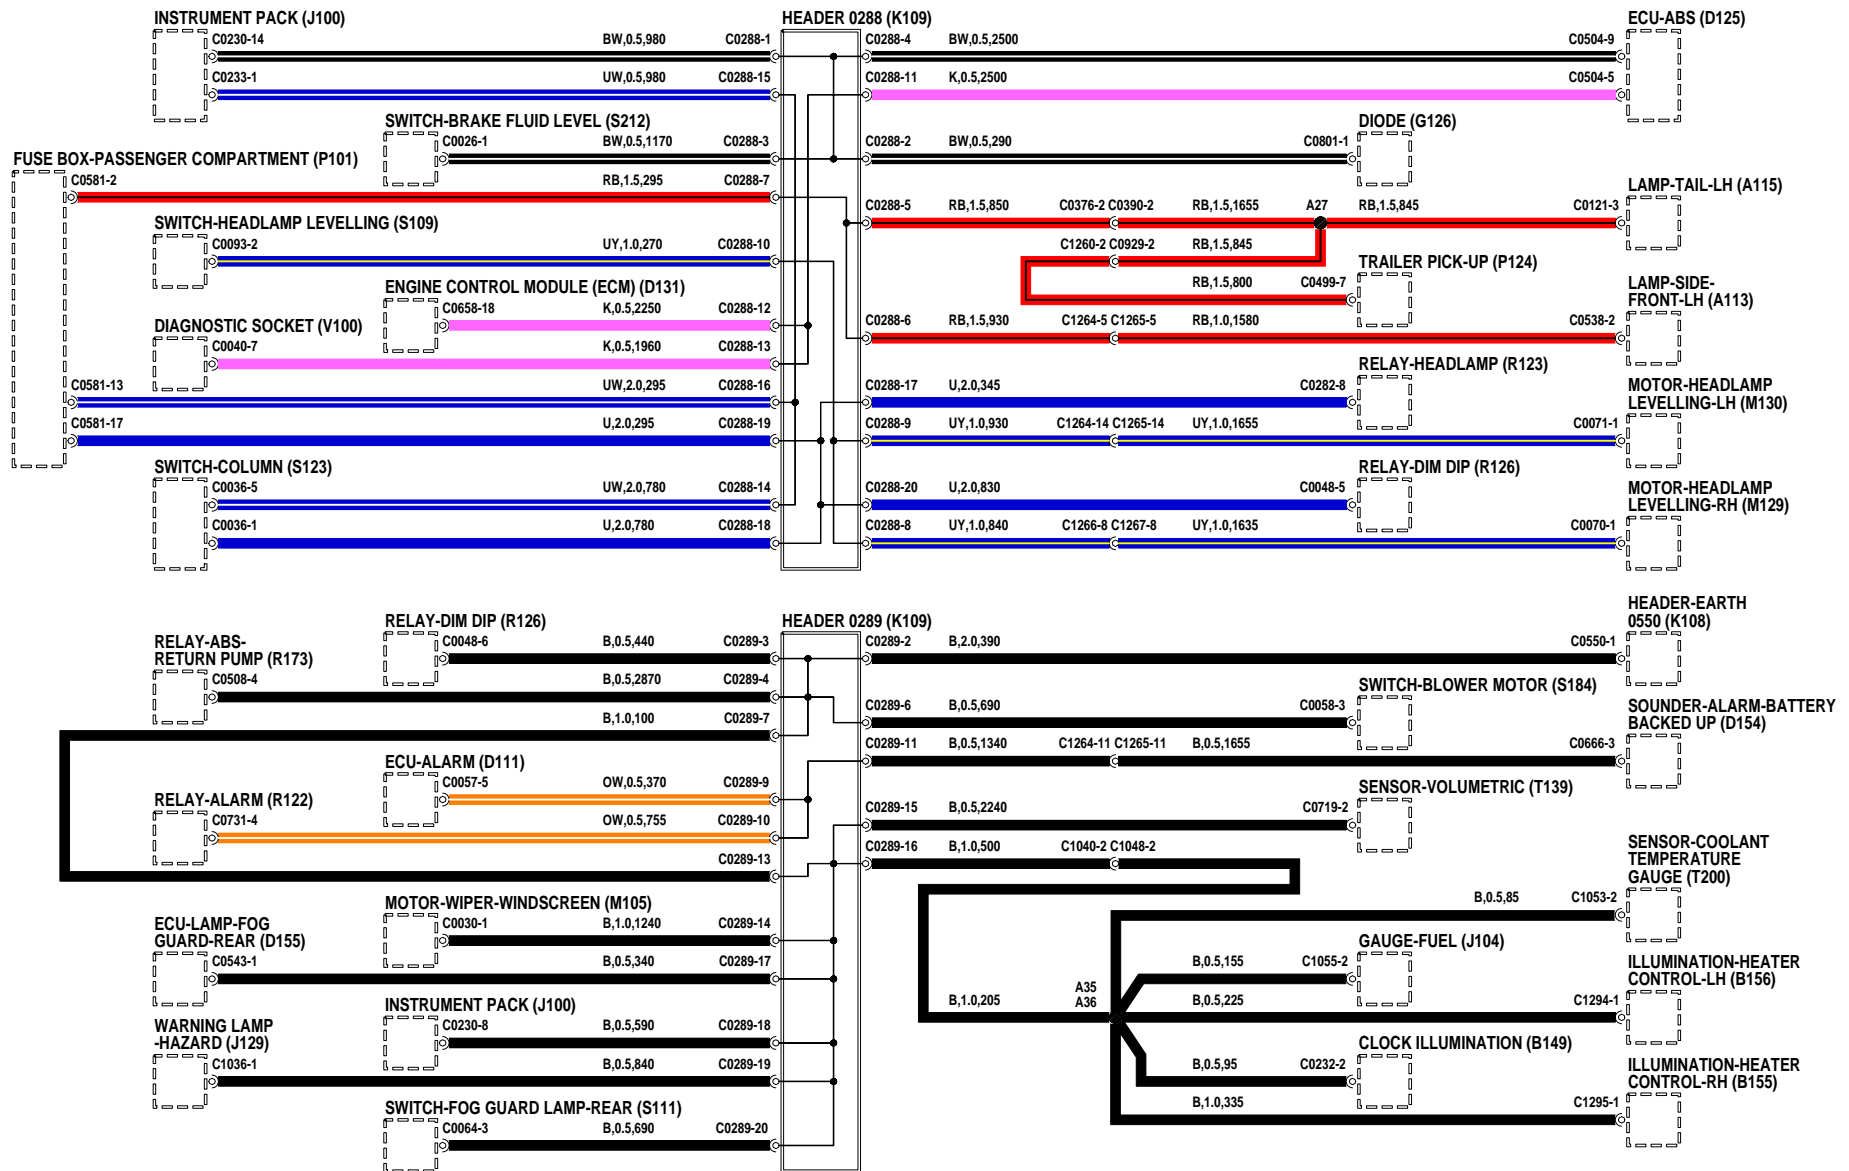 INSTRUMENT PACK (J100)
HEADER 0288 (K109)
ECU-ABS (D125)
C0230-14 BW,0.5,980 C0288-1
C0288-4 BW,0.5,2500 C0504-9
C0233-1 UW,0.5,980 C0288-15
C0288-11 K,0.5,2500 C0504-5
SWITCH-BRAKE FLUID LEVEL (S212)
DIODE (G126)
C0026-1 BW,0.5,1170 C0288-3
C0288-2 BW,0.5,290 C0801-1
FUSE BOX-PASSENGER COMPARTMENT (P101)
C0581-2 RB,1.5,295 C0288-7
LAMP-TAIL-LH (A115)
C0288-5 RB,1.5,850 C0376-2 C0390-2 RB,1.5,1655 A27 RB,1.5,845 C0121-3
SWITCH-HEADLAMP LEVELLING (S109)
C0093-2 UY,1.0,270 C0288-10
C1260-2 C0929-2 RB,1.5,845
TRAILER PICK-UP (P124)
RB,1.5,800 C0499-7
ENGINE CONTROL MODULE (ECM) (D131)
LAMP-SIDE-
FRONT-LH (A113)
C0658-18 K,0.5,2250 C0288-12
C0288-6 RB,1.5,930 C1264-5 C1265-5 RB,1.0,1580 C0538-2
DIAGNOSTIC SOCKET (V100)
C0040-7 K,0.5,1960 C0288-13
RELAY-HEADLAMP (R123)
C0581-13 UW,2.0,295 C0288-16
C0288-17 U,2.0,345 C0282-8
MOTOR-HEADLAMP
LEVELLING-LH (M130)
C0581-17 U,2.0,295 C0288-19
C0288-9 UY,1.0,930 C1264-14 C1265-14 UY,1.0,1655 C0071-1
SWITCH-COLUMN (S123)
RELAY-DIM DIP (R126)
C0036-5 UW,2.0,780 C0288-14
C0288-20 U,2.0,830 C0048-5
MOTOR-HEADLAMP
LEVELLING-RH (M129)
C0036-1 U,2.0,780 C0288-18
C0288-8 UY,1.0,840 C1266-8 C1267-8 UY,1.0,1635 C0070-1
HEADER-EARTH
0550 (K108)
RELAY-DIM DIP (R126)
HEADER 0289 (K109)
C0048-6 B,0.5,440 C0289-3
C0289-2 B,2.0,390 C0550-1
RELAY-ABS-
RETURN PUMP (R173)
C0508-4 B,0.5,2870 C0289-4
SWITCH-BLOWER MOTOR (S184)
C0289-6 B,0.5,690 C0058-3
B,1.0,100 C0289-7
SOUNDER-ALARM-BATTERY
BACKED UP (D154)
C0289-11 B,0.5,1340 C1264-11 C1265-11 B,0.5,1655 C0666-3
ECU-ALARM (D111)
C0057-5 OW,0.5,370 C0289-9
SENSOR-VOLUMETRIC (T139)
RELAY-ALARM (R122)
C0731-4 OW,0.5,755 C0289-10
C0289-15 B,0.5,2240 C0719-2
C0289-13
C0289-16 B,1.0,500 C1040-2 C1048-2
SENSOR-COOLANT
TEMPERATURE
GAUGE (T200)
B,0.5,85 C1053-2
MOTOR-WIPER-WINDSCREEN (M105)
C0030-1 B,1.0,1240 C0289-14
ECU-LAMP-FOG
GUARD-REAR (D155)
C0543-1 B,0.5,340 C0289-17
GAUGE-FUEL (J104)
B,0.5,155 C1055-2
ILLUMINATION-HEATER
CONTROL-LH (B156)
B,1.0,205 A35
A36
B,0.5,225 C1294-1
INSTRUMENT PACK (J100)
C0230-8 B,0.5,590 C0289-18
WARNING LAMP
-HAZARD (J129)
C1036-1 B,0.5,840 C0289-19
CLOCK ILLUMINATION (B149)
B,0.5,95 C0232-2
ILLUMINATION-HEATER
CONTROL-RH (B155)
B,1.0,335 C1295-1
SWITCH-FOG GUARD LAMP-REAR (S111)
C0064-3 B,0.5,690 C0289-20